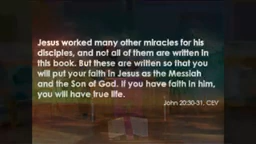 Jesus worked many other miracles for his
disciples, and not all of them are written in
this book. But these are written so that you
will put your faith in Jesus as the Messiah
and the Son of God. If you have faith in him,
you will have true life.
John 20:30-31, CEV